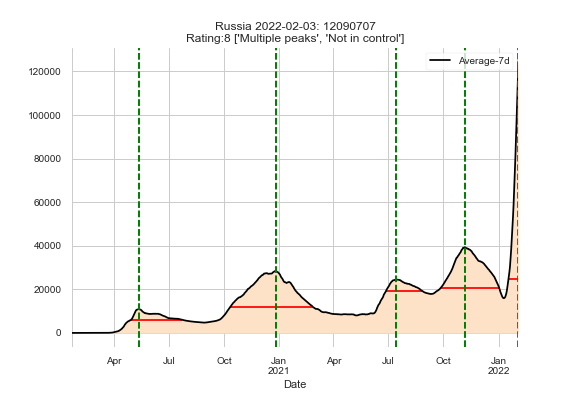 Russia 2022-02-03: 12090707
Rating:8 ['Multiple peaks', 'Not in control']
Average-7d
120000
100000
80000
60000
40000
20000
0
Apr
Jul
Oct
Jan
2021
Apr
Jul
Oct
Jan
2022
Date